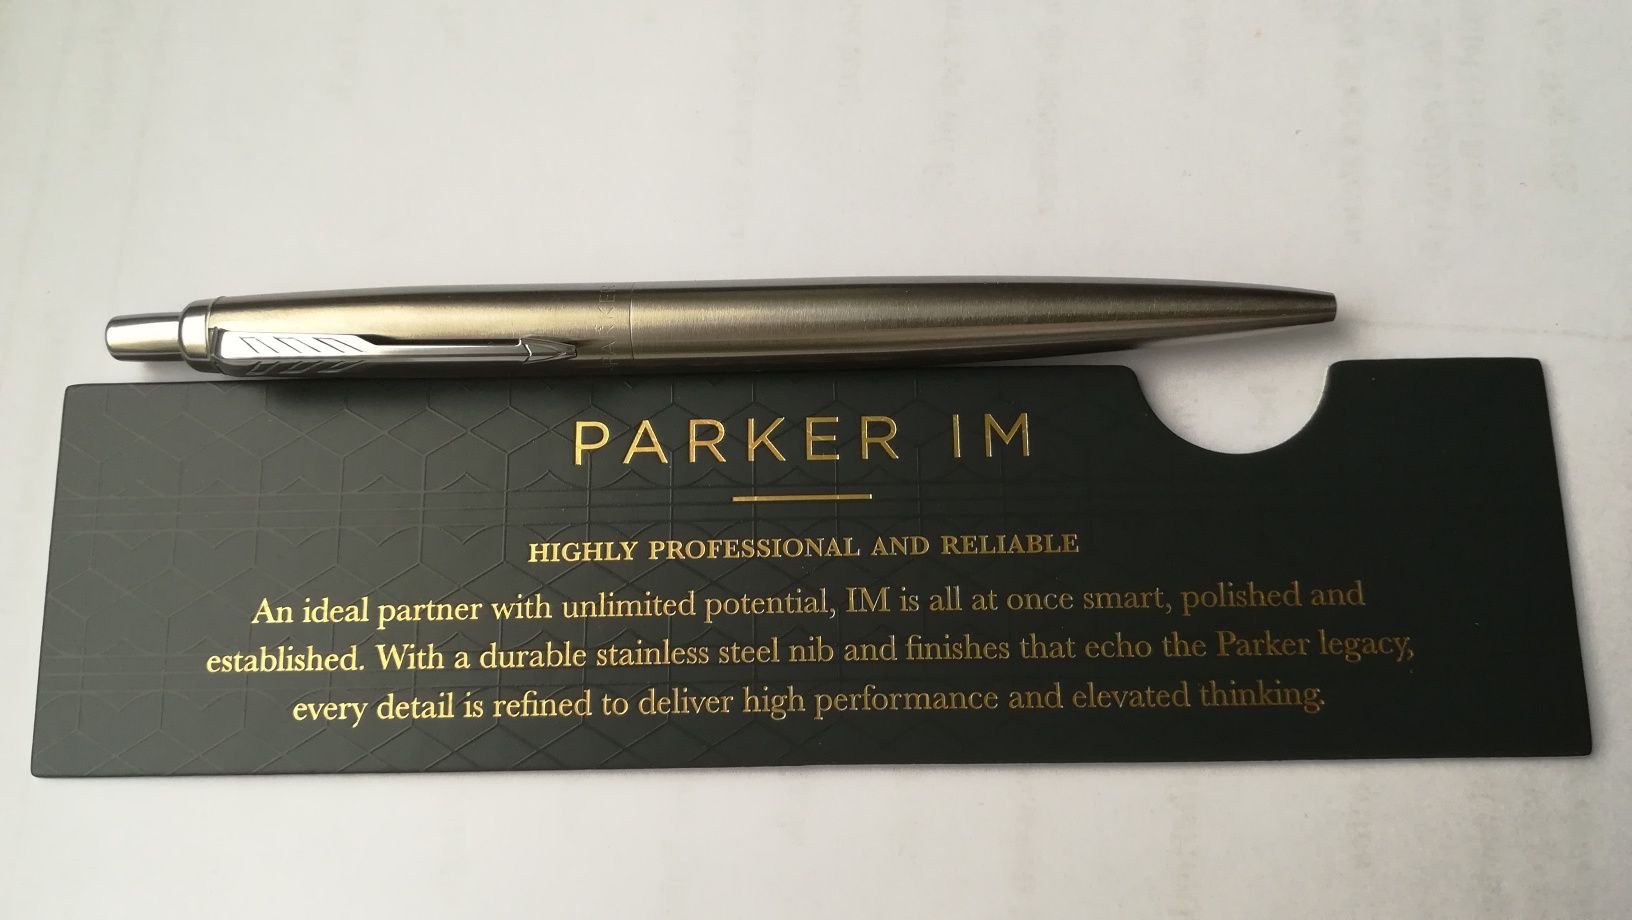 PARKER
PARKER IM
HIGHLY PROFESSIONAL AND RELIABLE
An ideal partner with unlimited potential, IM is all at once smart, polished and
established. With a durable stainless steel nib and finishes that echo the Parker legacy,
every detail is refined to deliver high performance and elevated thinking.